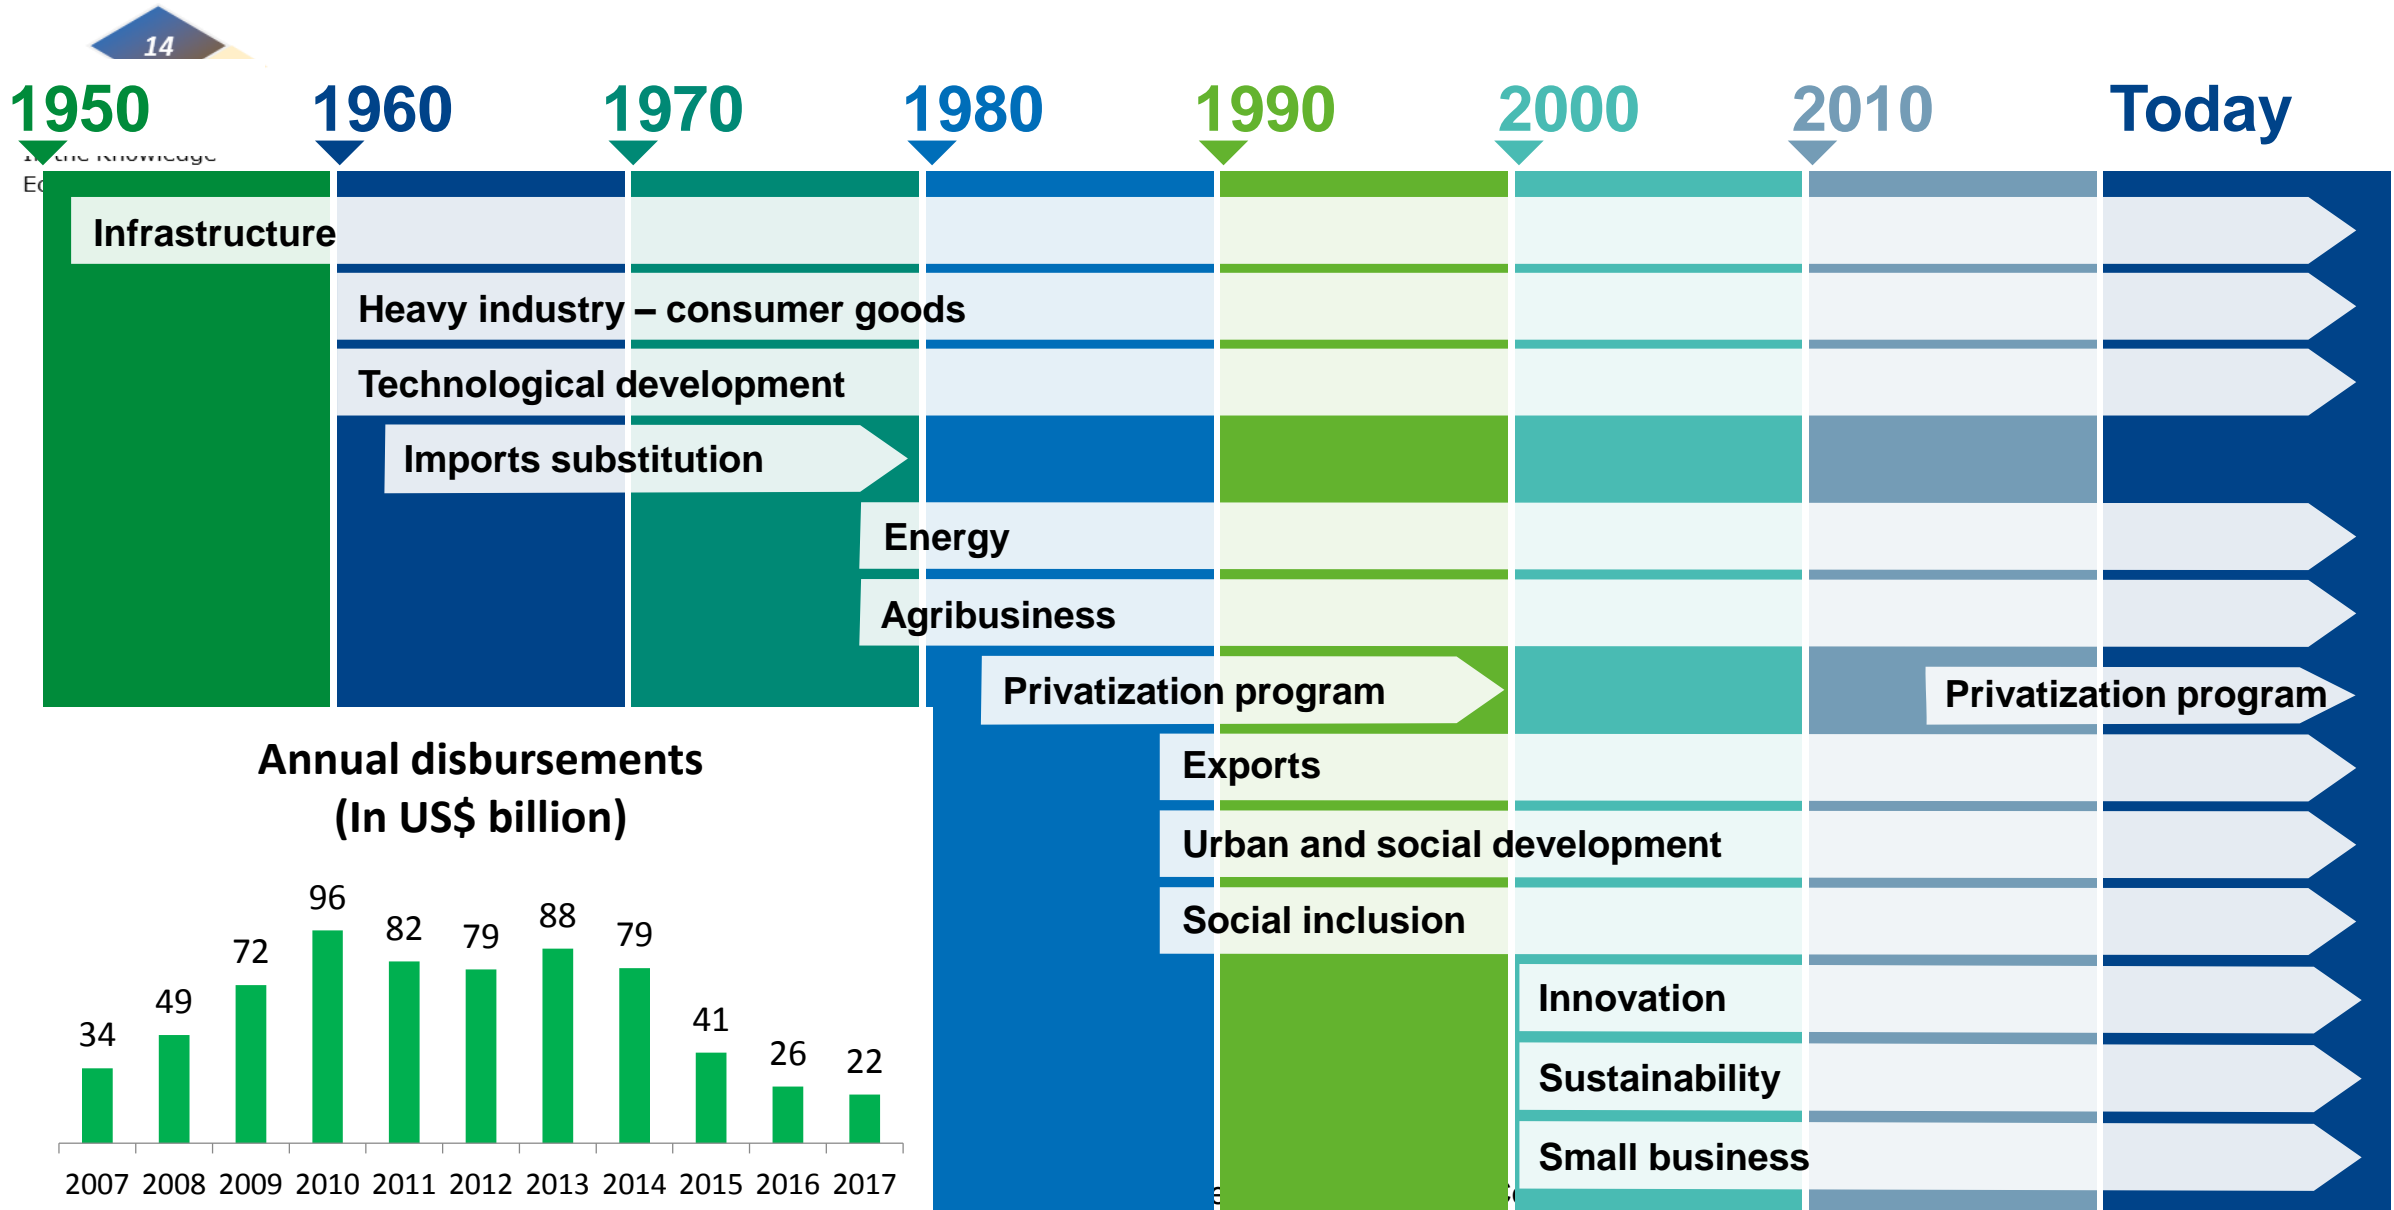 14
1950 1960 1970 1980 1990 2000 2010 Today
Infrastructure
Heavy industry – consumer goods
Technological development
Imports substitution
Energy
Agribusiness
Privatization program Privatization program
Exports
Urban and social development
Social inclusion
Innovation
Sustainability
Small business
Annual disbursements
(In US$ billion)
34 49 72 96 82 79 88 79 41 26 22
2007 2008 2009 2010 2011 2012 2013 2014 2015 2016 2017